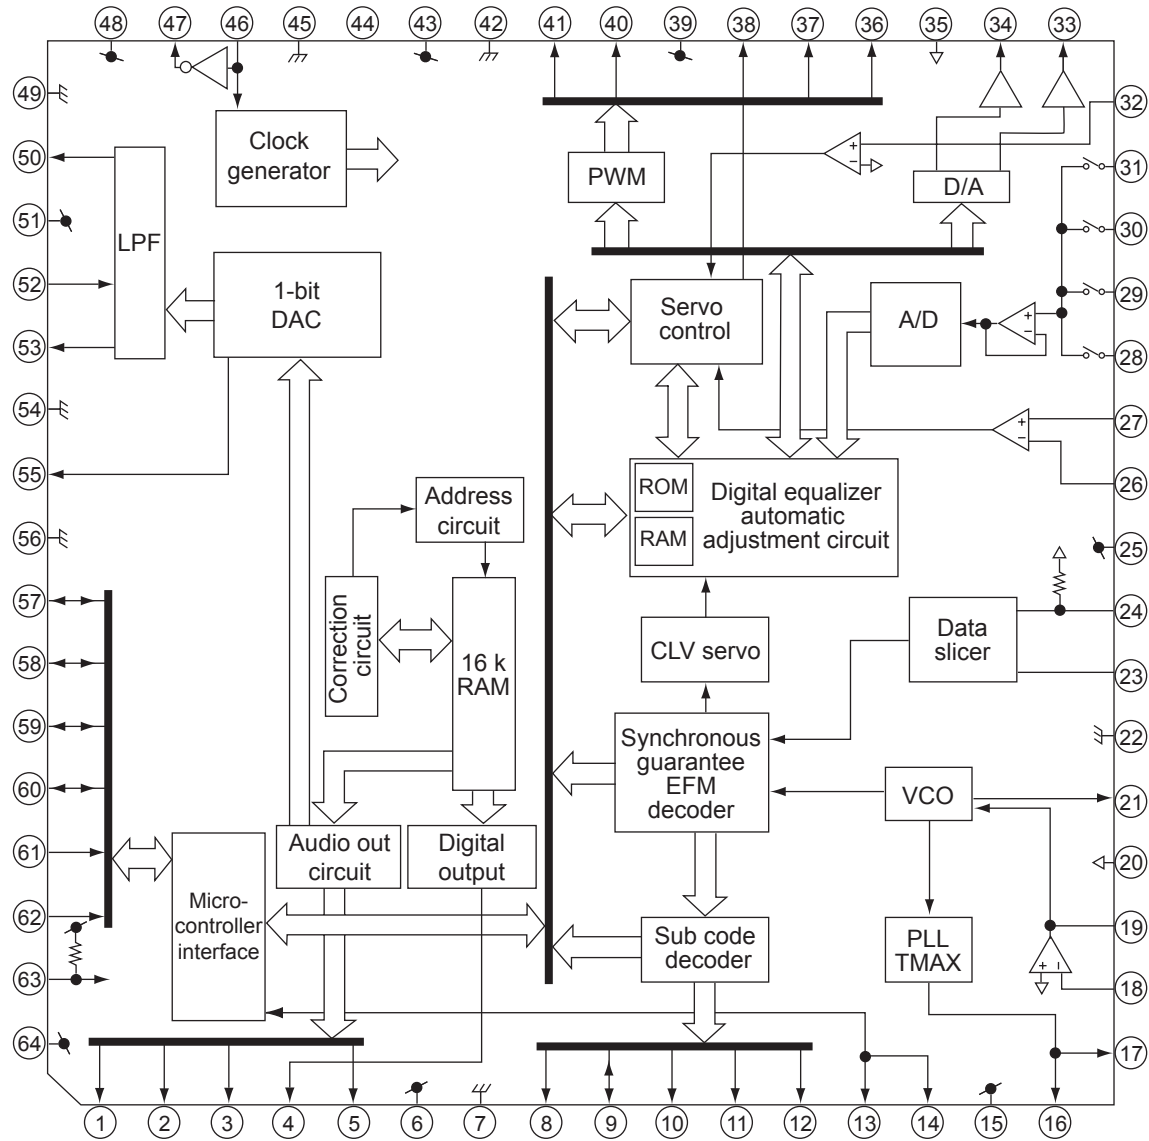 48 47 46 45 44 43 42 41 40 39 38 37 36 35 34 33
49
50
51
52
53
54
55
56
57
58
59
60
61
62
63
64
32
31
30
29
28
27
26
25
24
23
22
21
20
19
18
17
Clock
generator
LPF
1-bit
DAC
PWM
D/A
+
−
Servo
control
A/D
+
−
+
−
Address
circuit
ROM
RAM
Digital equalizer
automatic
adjustment circuit
Correction
circuit
16 k
RAM
CLV servo
Data
slicer
Synchronous
guarantee
EFM
decoder
VCO
Audio out
circuit
Digital
output
Micro-
controller
interface
Sub code
decoder
PLL
TMAX
+ −
1 2 3 4 5 6 7 8 9 10 11 12 13 14 15 16